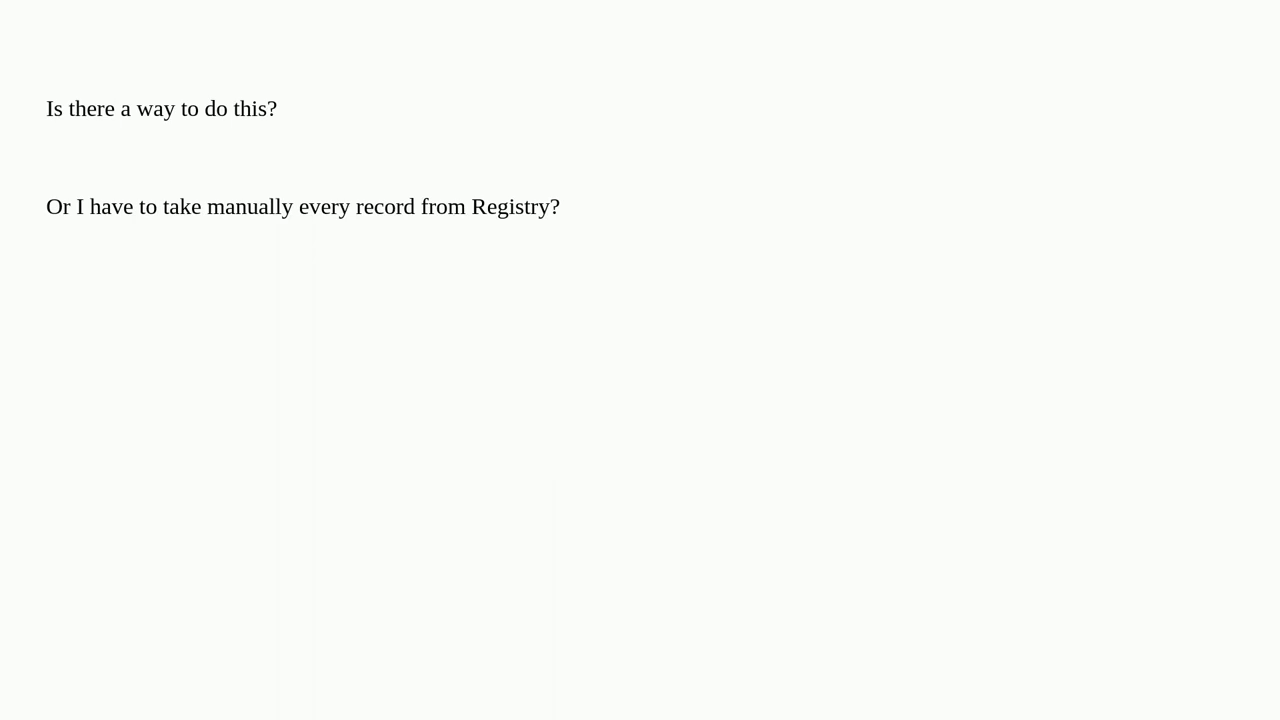 Is there a way to do this?
Or I have to take manually every record from Registry?